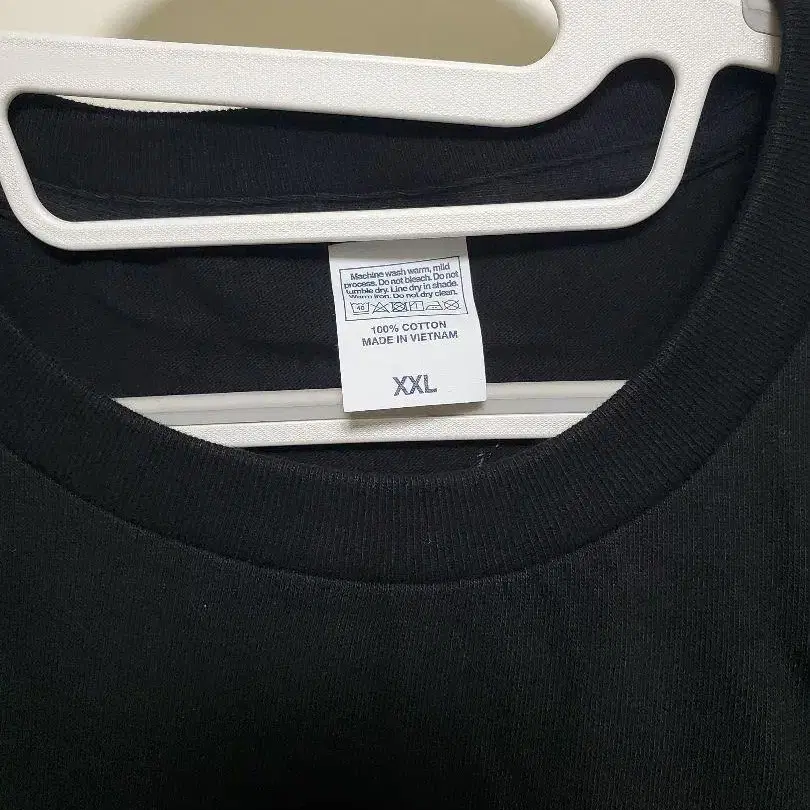 Machine wash warm, mild
process. Do not bleach. Do not
tumble dry. Line dry in shade.
Warm iron. Do not dry clean.
40
100% COTTON
MADE IN VIETNAM
XXL